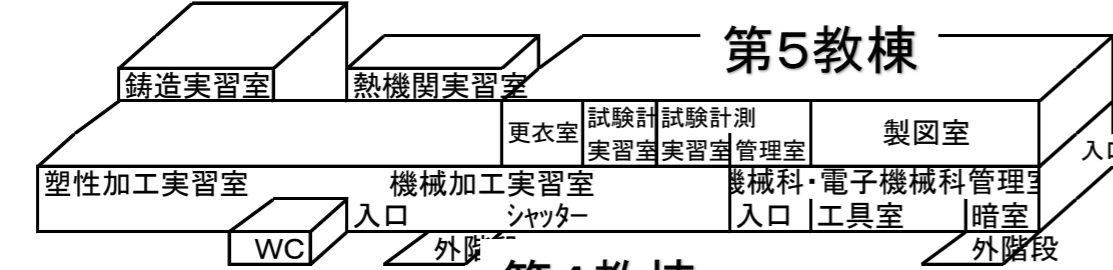 第5教棟
鋳造実習室
熱機関実習室
更衣室
試験計
実習室
試験計測
実習室
管理室
製図室
入口
塑性加工実習室
機械加工実習室
機械科・電子機械科管理室
入口
シャッター
入口
工具室
暗室
WC
外階段
外階段